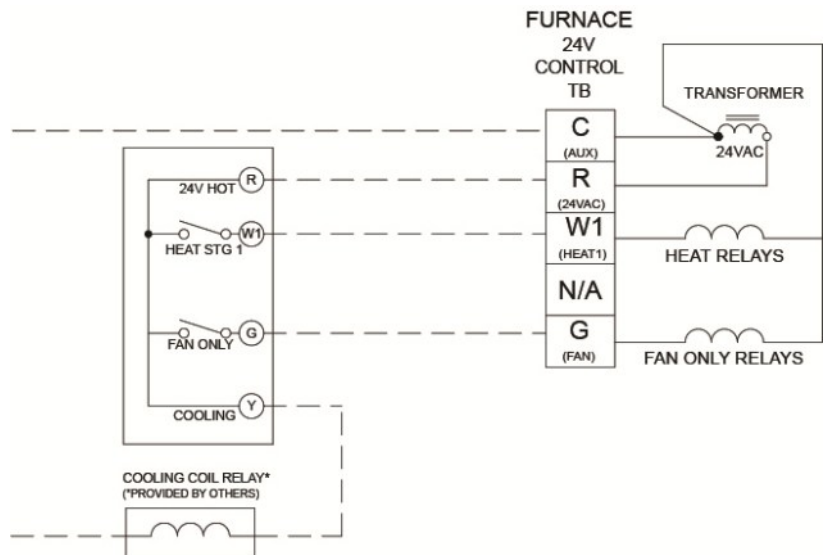 FURNACE
24V
CONTROL
TB
TRANSFORMER
C
(AUX)
24VAC
R
24V HOT
R
(24VAC)
W1
HEAT STG 1
W1
(HEAT1)
HEAT RELAYS
N/A
G
FAN ONLY
G
(FAN)
FAN ONLY RELAYS
COOLING
Y
COOLING COIL RELAY*
(*PROVIDED BY OTHERS)